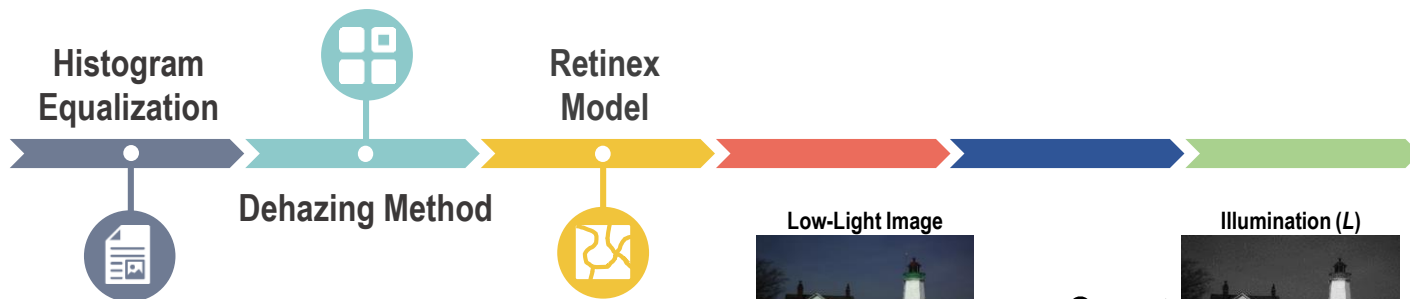 Histogram
Equalization
Retinex
Model
Dehazing Method
Low-Light Image
Illumination (L)